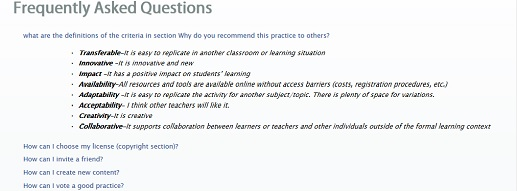 Frequently Asked Questions
what are the definitions of the criteria in section Why do you recommend this practice to others?
· Transferable-It is easy to replicate in another classroom or learning situation
· Innovative -It is innovative and new
· Impact -It has a positive impact on students' learning
· Availability-All resources and tools are available online without access barriers (costs, registration procedures, etc.)
· Adaptability -It is easy to replicate the activity for another subject/topic. There is plenty of space for variations.
· Acceptability- I think other teachers will like it.
· Creativity-It is creative
· Collaborative-It supports collaboration between learners or teachers and other individuals outside of the formal learning context
How can I choose my license (copyright section)?
How can I invite a friend?
How can I create new content?
How can I vote a good practice?